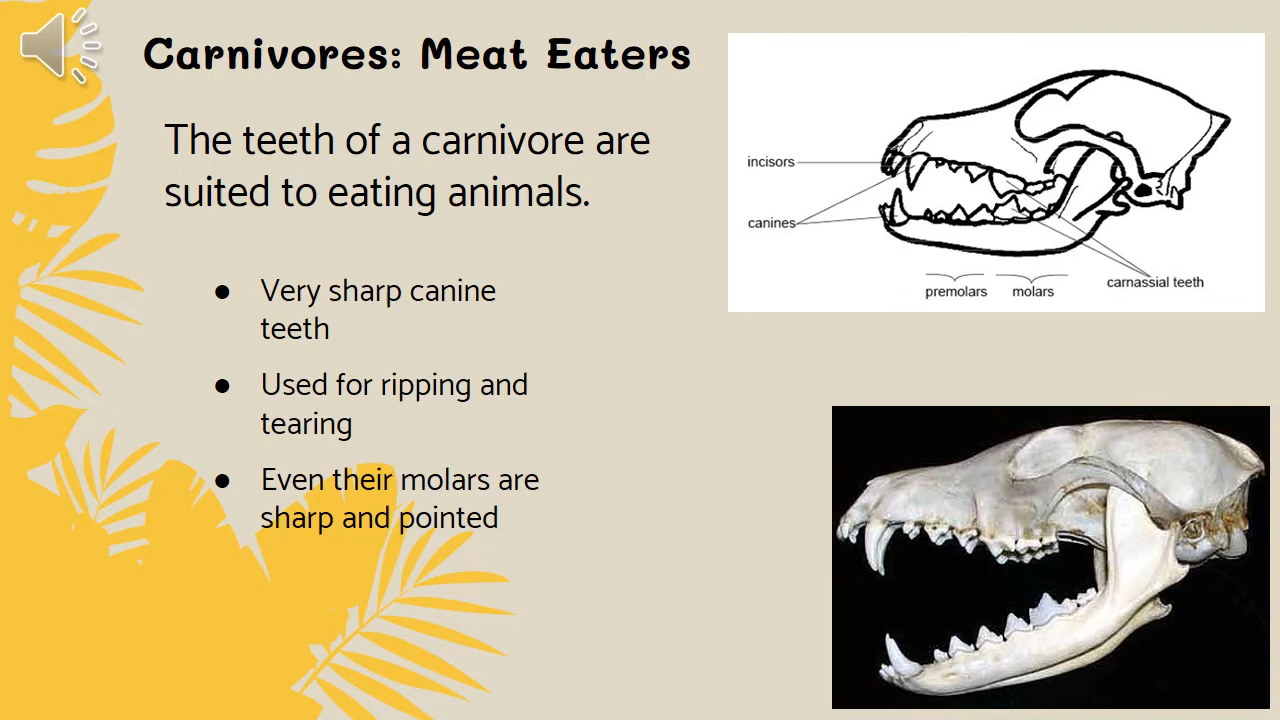 Carnivores: Meat Eaters
The teeth of a carnivore are
suited to eating animals.
● Very sharp canine
teeth
● Used for ripping and
tearing
● Even their molars are
sharp and pointed
incisors
canines
premolars
molars
carnassial teeth